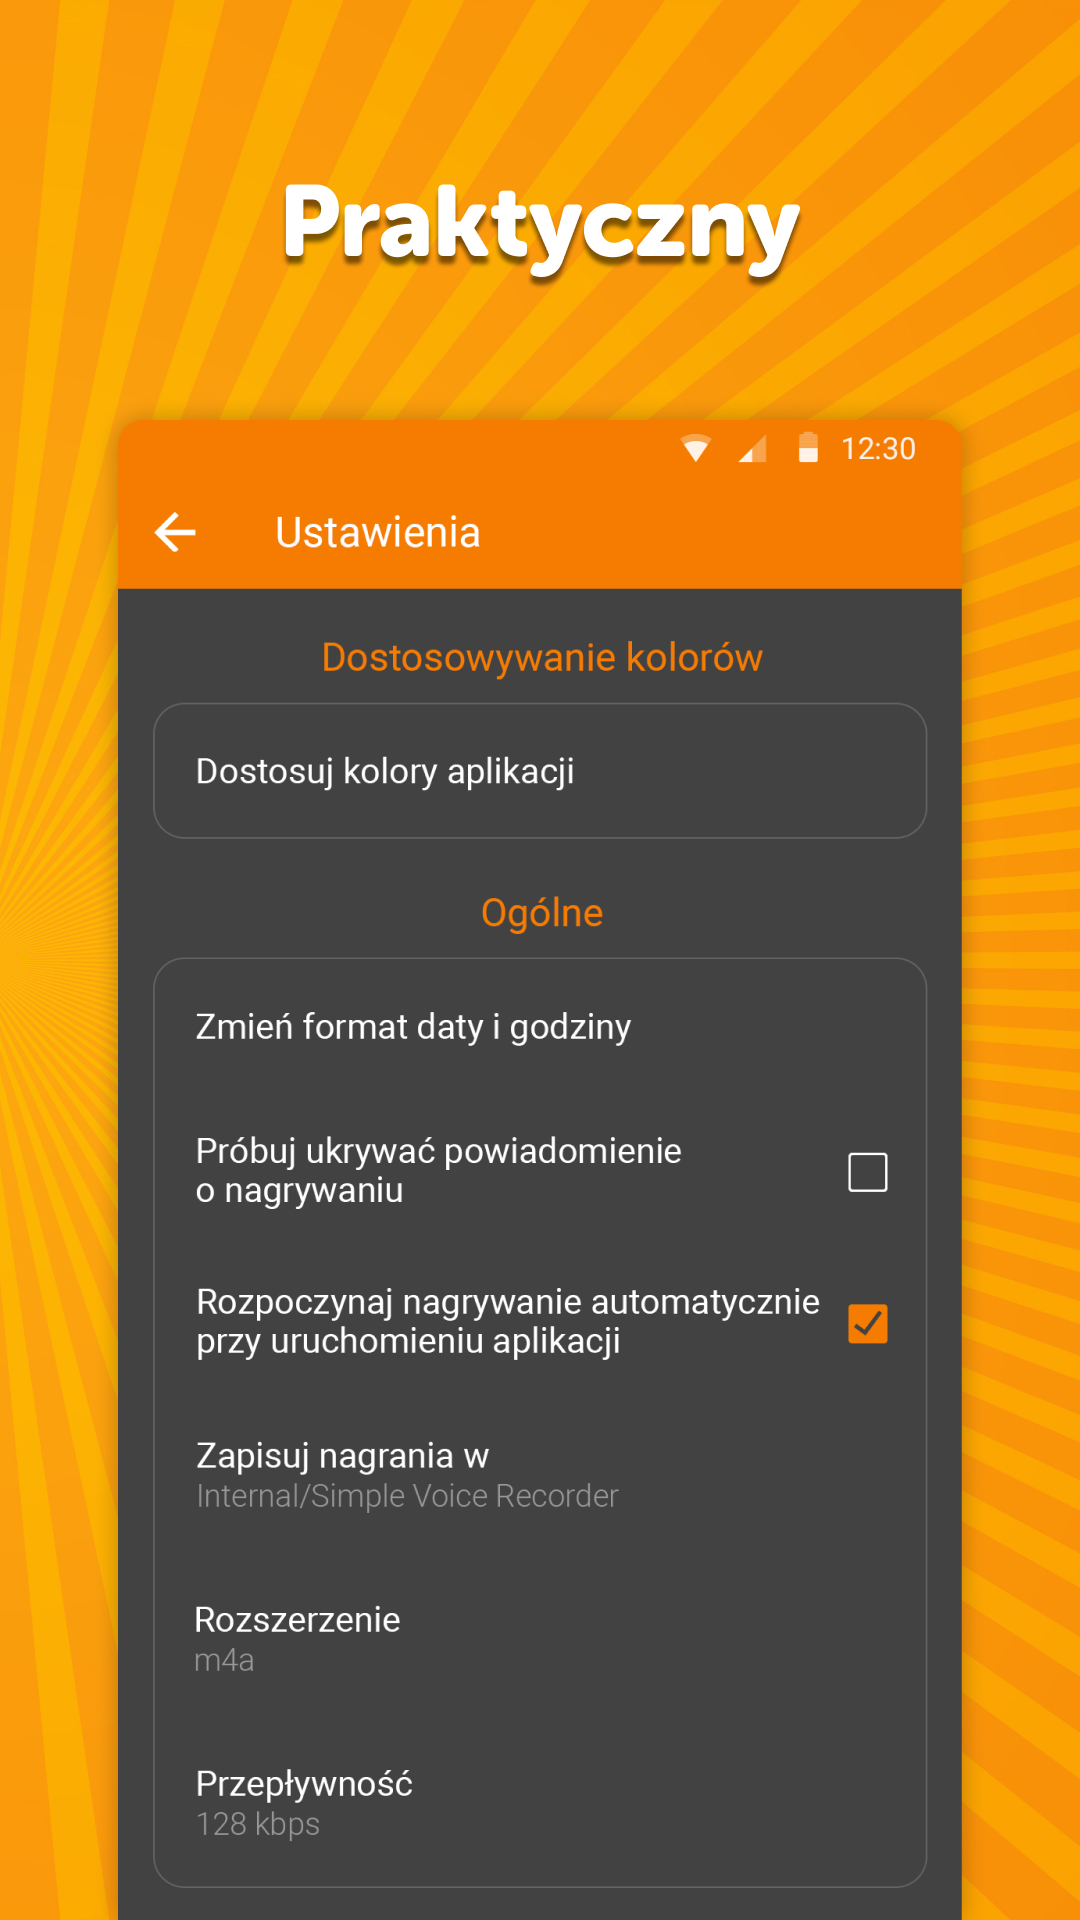 Praktyczny
12:30
Ustawienia
Dostosowywanie kolorów
Dostosuj kolory aplikacji
Ogólne
Zmień format daty i godziny
Próbuj ukrywać powiadomienie
o nagrywaniu
Rozpoczynaj nagrywanie automatycznie
przy uruchomieniu aplikacji
Zapisuj nagrania w
Internal/Simple Voice Recorder
Rozszerzenie
m4a
Przepływność
128 kbps